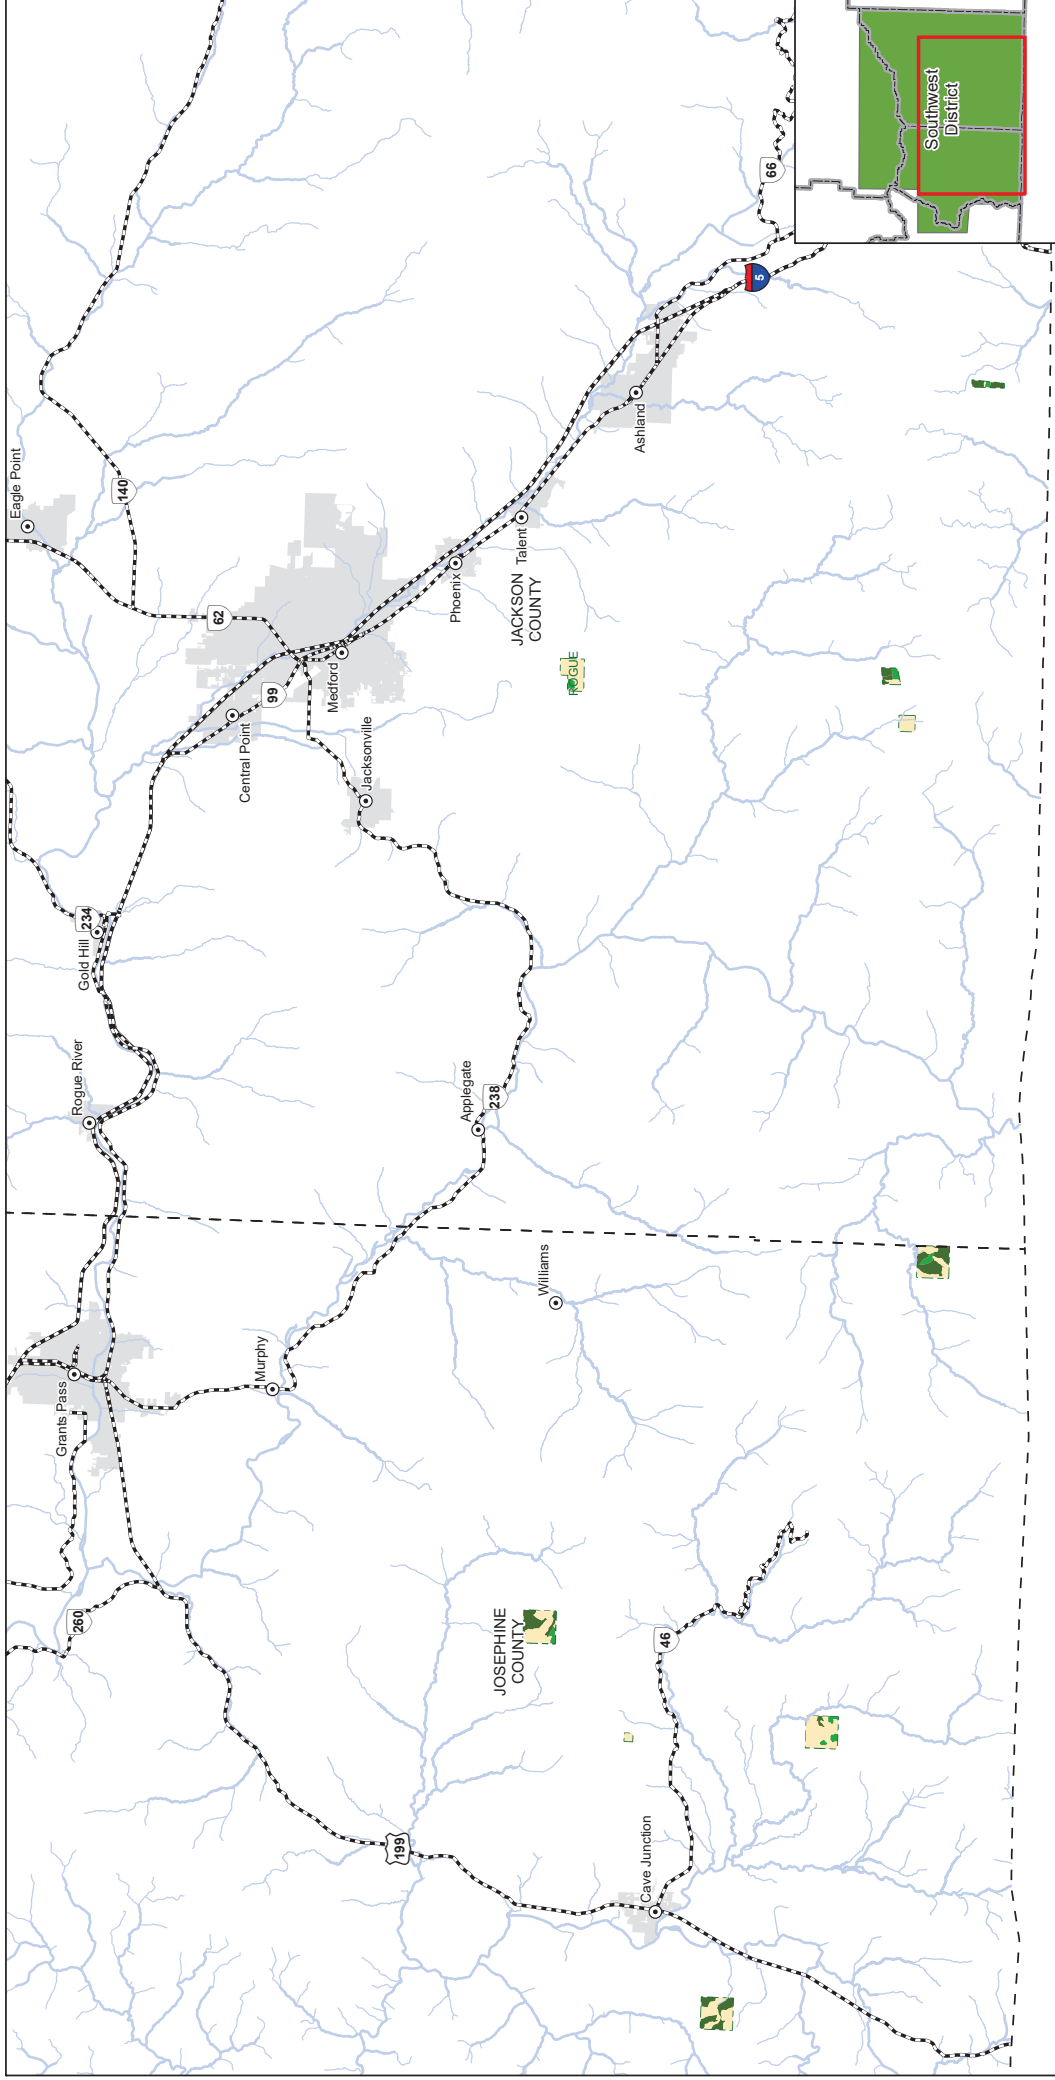 Eagle Point
140
62
234
Gold Hill
Rogue River
Grants Pass
260
99
Central Point
Medford
Jacksonville
Phoenix
Talent
JACKSON
COUNTY
ROGUE
Ashland
5
66
Southwest
District
Applegate
238
Murphy
Williams
JOSEPHINE
COUNTY
199
46
Cave Junction